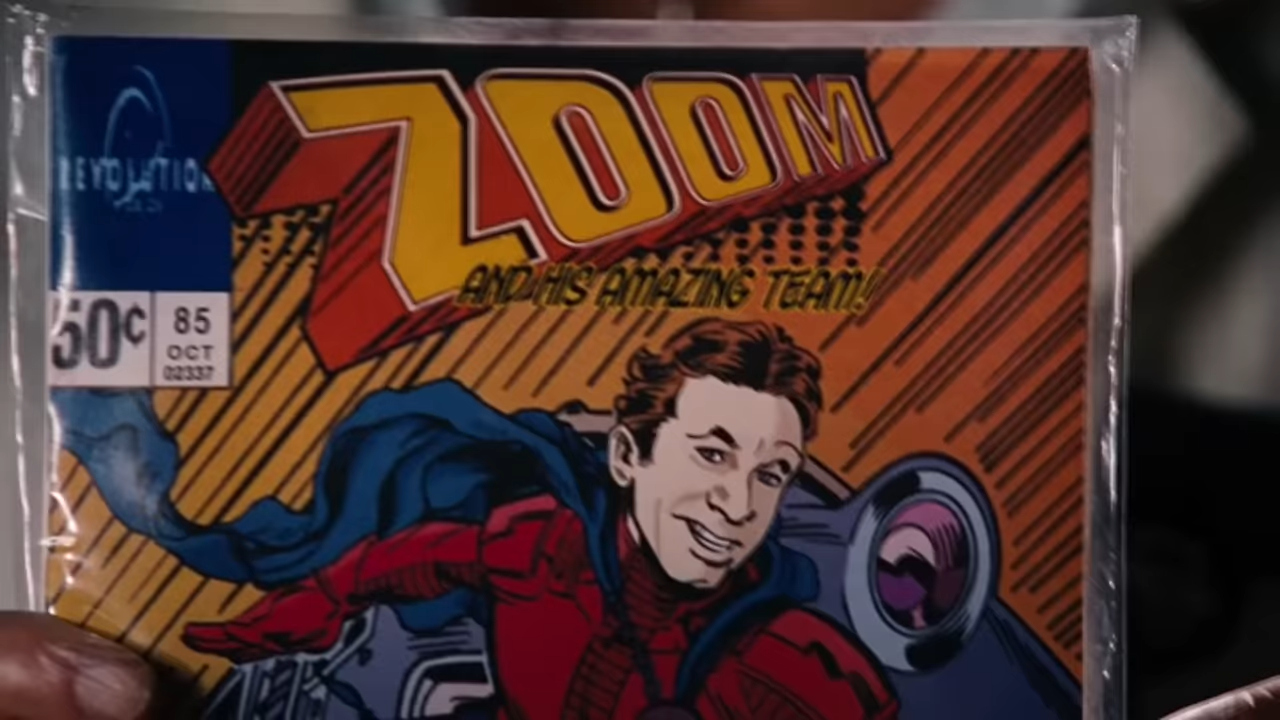 ZOOM
REVOLUTION
AND HIS AMAZING TEAM!
50¢
85
OCT
02337